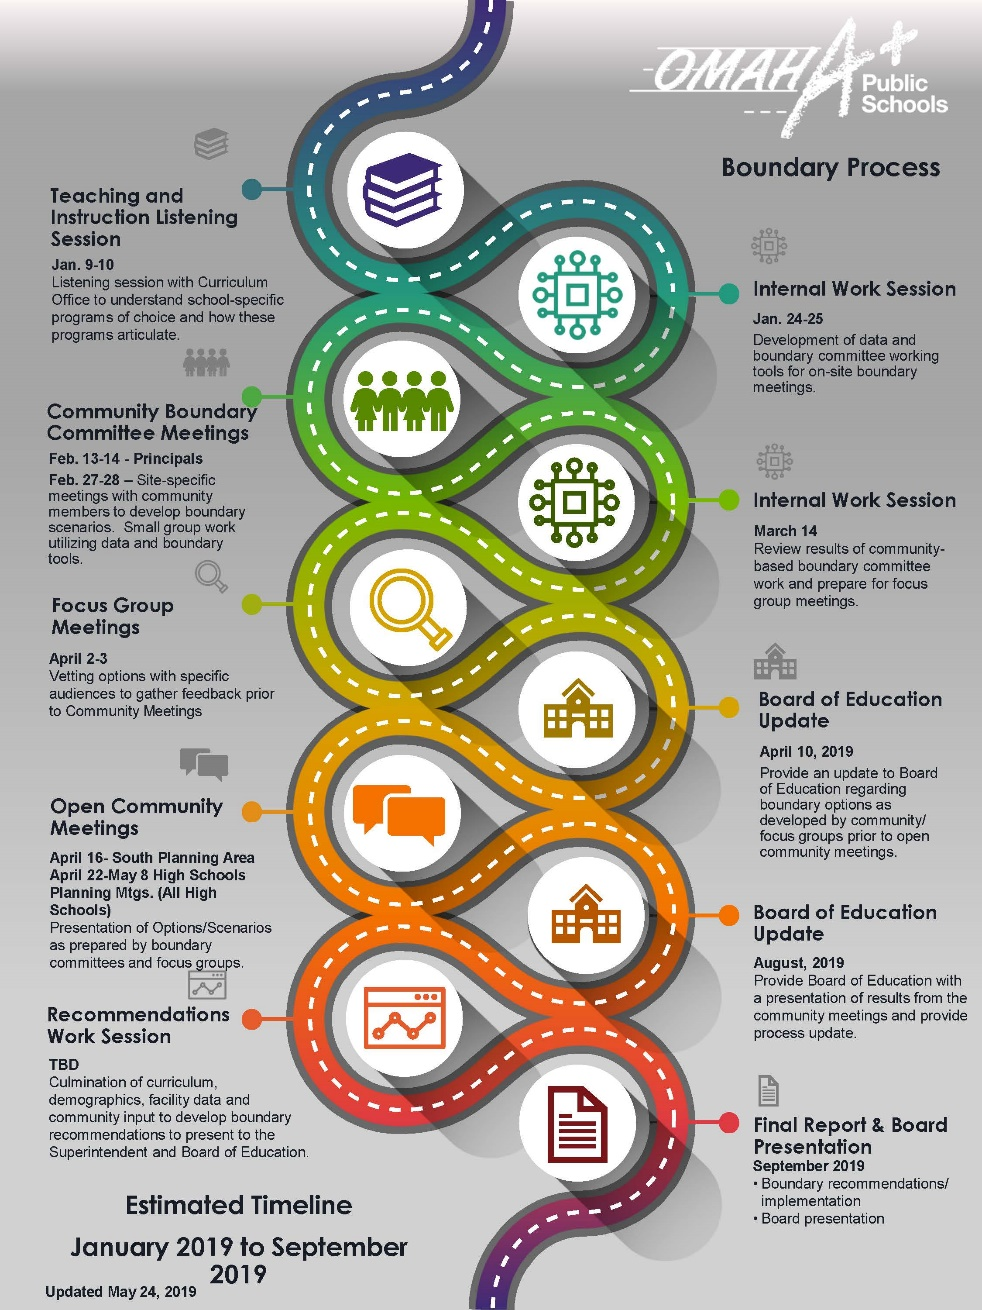 OMAHA+
Public
Schools
Boundary Process
Teaching and
Instruction Listening
Session
Jan. 9-10
Listening session with Curriculum
Office to understand school-specific
programs of choice and how these
programs articulate.
Internal Work Session
Jan. 24-25
Development of data and
boundary committee working
tools for on-site boundary
meetings.
Community Boundary
Committee Meetings
Feb. 13-14 - Principals
Feb. 27-28 – Site-specific
meetings with community
members to develop boundary
scenarios.  Small group work
utilizing data and boundary
tools.
Internal Work Session
March 14
Review results of community-
based boundary committee
work and prepare for focus
group meetings.
Focus Group
Meetings
April 2-3
Vetting options with specific
audiences to gather feedback prior
to Community Meetings
Board of Education
Update
April 10, 2019
Provide an update to Board
of Education regarding
boundary options as
developed by community/
focus groups prior to open
community meetings.
Open Community
Meetings
April 16- South Planning Area
April 22-May 8 High Schools
Planning Mtgs. (All High
Schools)
Presentation of Options/Scenarios
as prepared by boundary
committees and focus groups.
Board of Education
Update
August, 2019
Provide Board of Education with
a presentation of results from the
community meetings and provide
process update.
Recommendations
Work Session
TBD
Culmination of curriculum,
demographics, facility data and
community input to develop boundary
recommendations to present to the
Superintendent and Board of Education.
Final Report & Board
Presentation
September 2019
• Boundary recommendations/
implementation
• Board presentation
Estimated Timeline
January 2019 to September
2019
Updated May 24, 2019